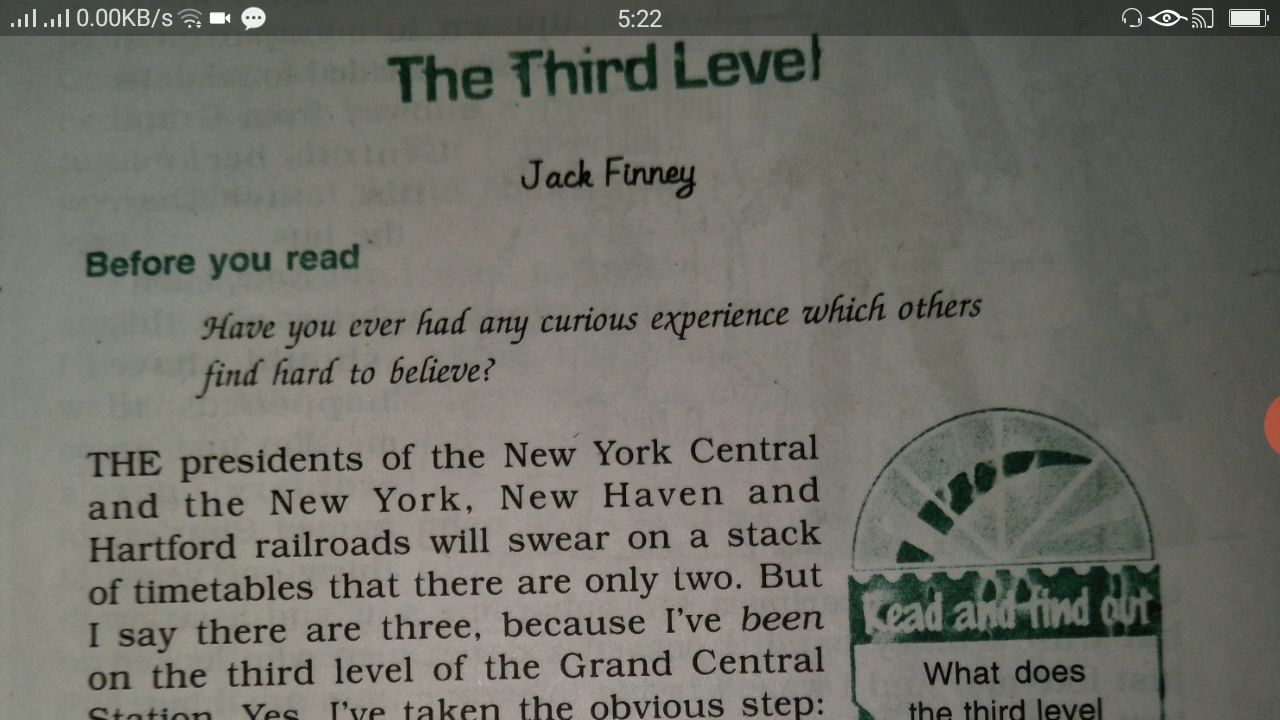 0.00KB/s
5:22
The Third Level
Jack Finney
Before you read
Have you ever had any curious experience which others
find hard to believe?
THE presidents of the New York Central
and the New York, New Haven and
Hartford railroads will swear on a stack
of timetables that there are only two. But
I say there are three, because I've been
on the third level of the Grand Central
Station. Yes, I've taken the obvious step:
Read and find out
What does
the third level